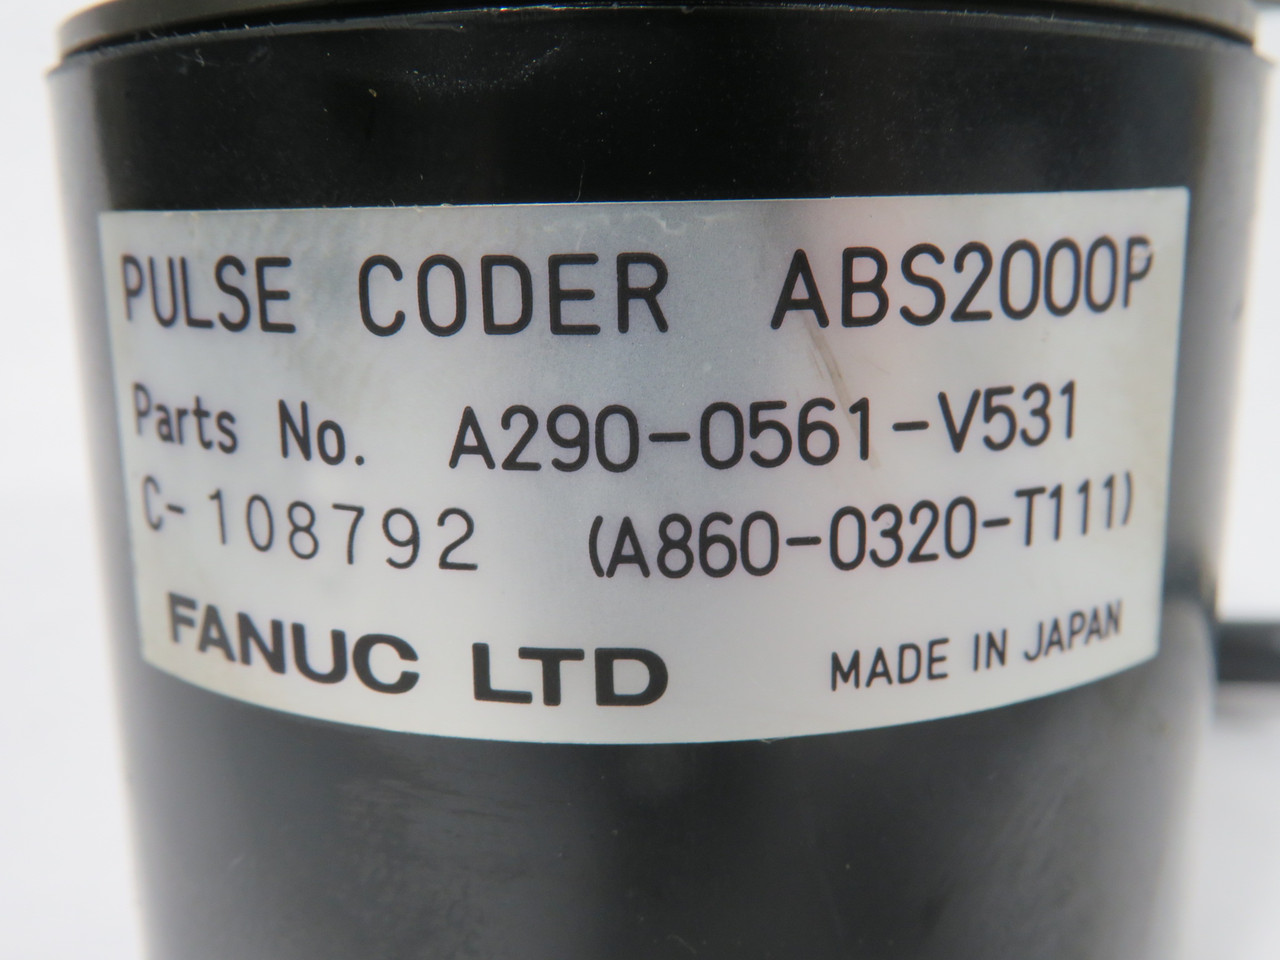 PULSE CODER ABS2000P
Parts No. A290-0561-V531
C-108792 (A860-0320-T111)
FANUC LTD MADE IN JAPAN